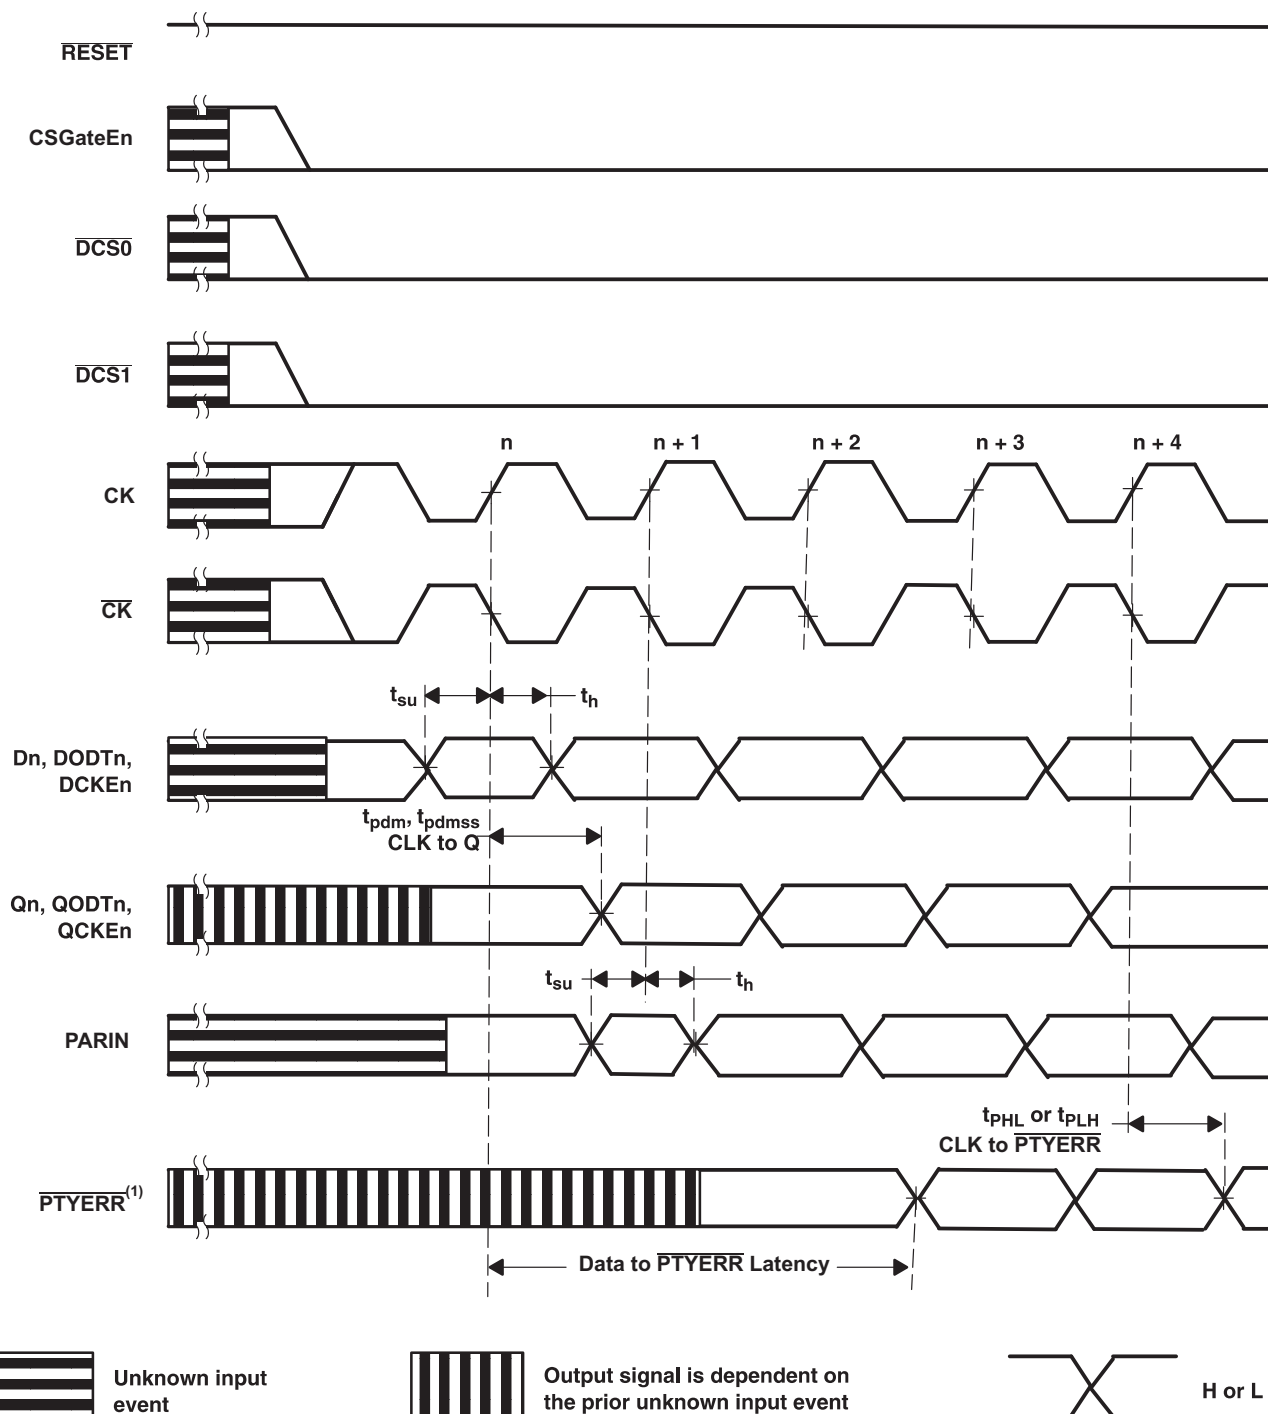 RESET
CSGateEn
DCS0
DCS1
n n + 1 n + 2 n + 3 n + 4
CK
CK
tsu th
Dn, DODTn,
DCKEn
tpdm, tpdmss
CLK to Q
Qn, QODTn,
QCKEn
tsu th
PARIN
tPHL or tPLH
CLK to PTYERR
PTYERR(1)
Data to PTYERR Latency
Unknown input
event
Output signal is dependent on
the prior unknown input event
H or L